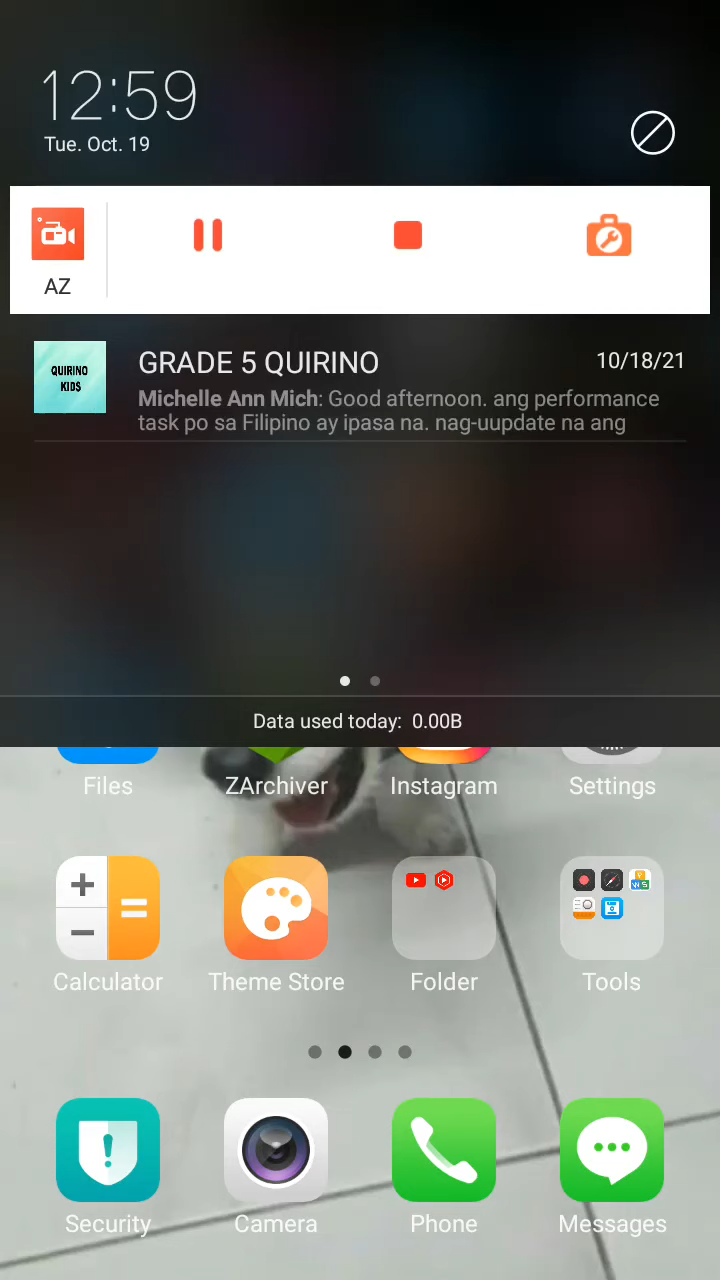 12:59
Tue. Oct. 19
AZ
QUIRINO
KIDS
GRADE 5 QUIRINO
10/18/21
Michelle Ann Mich: Good afternoon. ang performance
task po sa Filipino ay ipasa na. nag-uupdate na ang
Data used today: 0.00B
Files
ZArchiver
Instagram
Settings
Calculator
Theme Store
Folder
Tools
Security
Camera
Phone
Messages